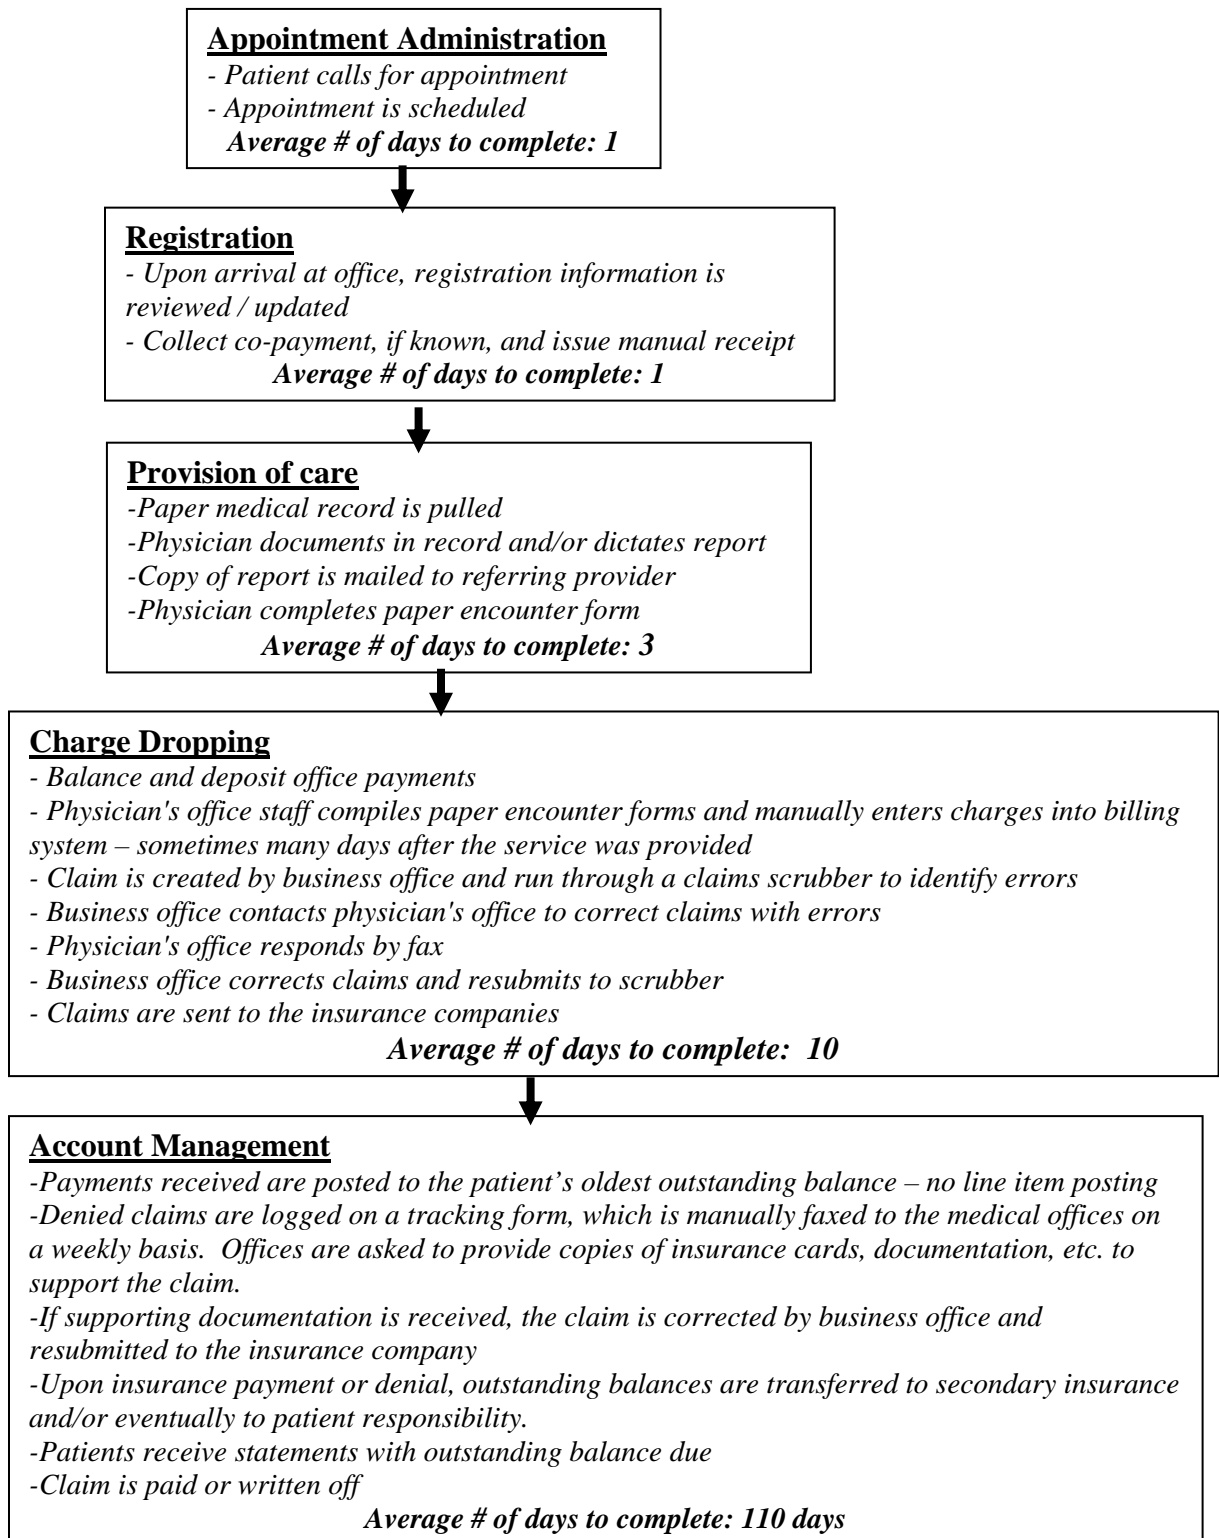 Appointment Administration
- Patient calls for appointment
- Appointment is scheduled
Average # of days to complete: 1
Registration
- Upon arrival at office, registration information is
reviewed / updated
- Collect co-payment, if known, and issue manual receipt
Average # of days to complete: 1
Provision of care
-Paper medical record is pulled
-Physician documents in record and/or dictates report
-Copy of report is mailed to referring provider
-Physician completes paper encounter form
Average # of days to complete: 3
Charge Dropping
- Balance and deposit office payments
- Physician's office staff compiles paper encounter forms and manually enters charges into billing
system – sometimes many days after the service was provided
- Claim is created by business office and run through a claims scrubber to identify errors
- Business office contacts physician's office to correct claims with errors
- Physician's office responds by fax
- Business office corrects claims and resubmits to scrubber
- Claims are sent to the insurance companies
Average # of days to complete:  10
Account Management
-Payments received are posted to the patient’s oldest outstanding balance – no line item posting
-Denied claims are logged on a tracking form, which is manually faxed to the medical offices on
a weekly basis.  Offices are asked to provide copies of insurance cards, documentation, etc. to
support the claim.
-If supporting documentation is received, the claim is corrected by business office and
resubmitted to the insurance company
-Upon insurance payment or denial, outstanding balances are transferred to secondary insurance
and/or eventually to patient responsibility.
-Patients receive statements with outstanding balance due
-Claim is paid or written off
Average # of days to complete: 110 days